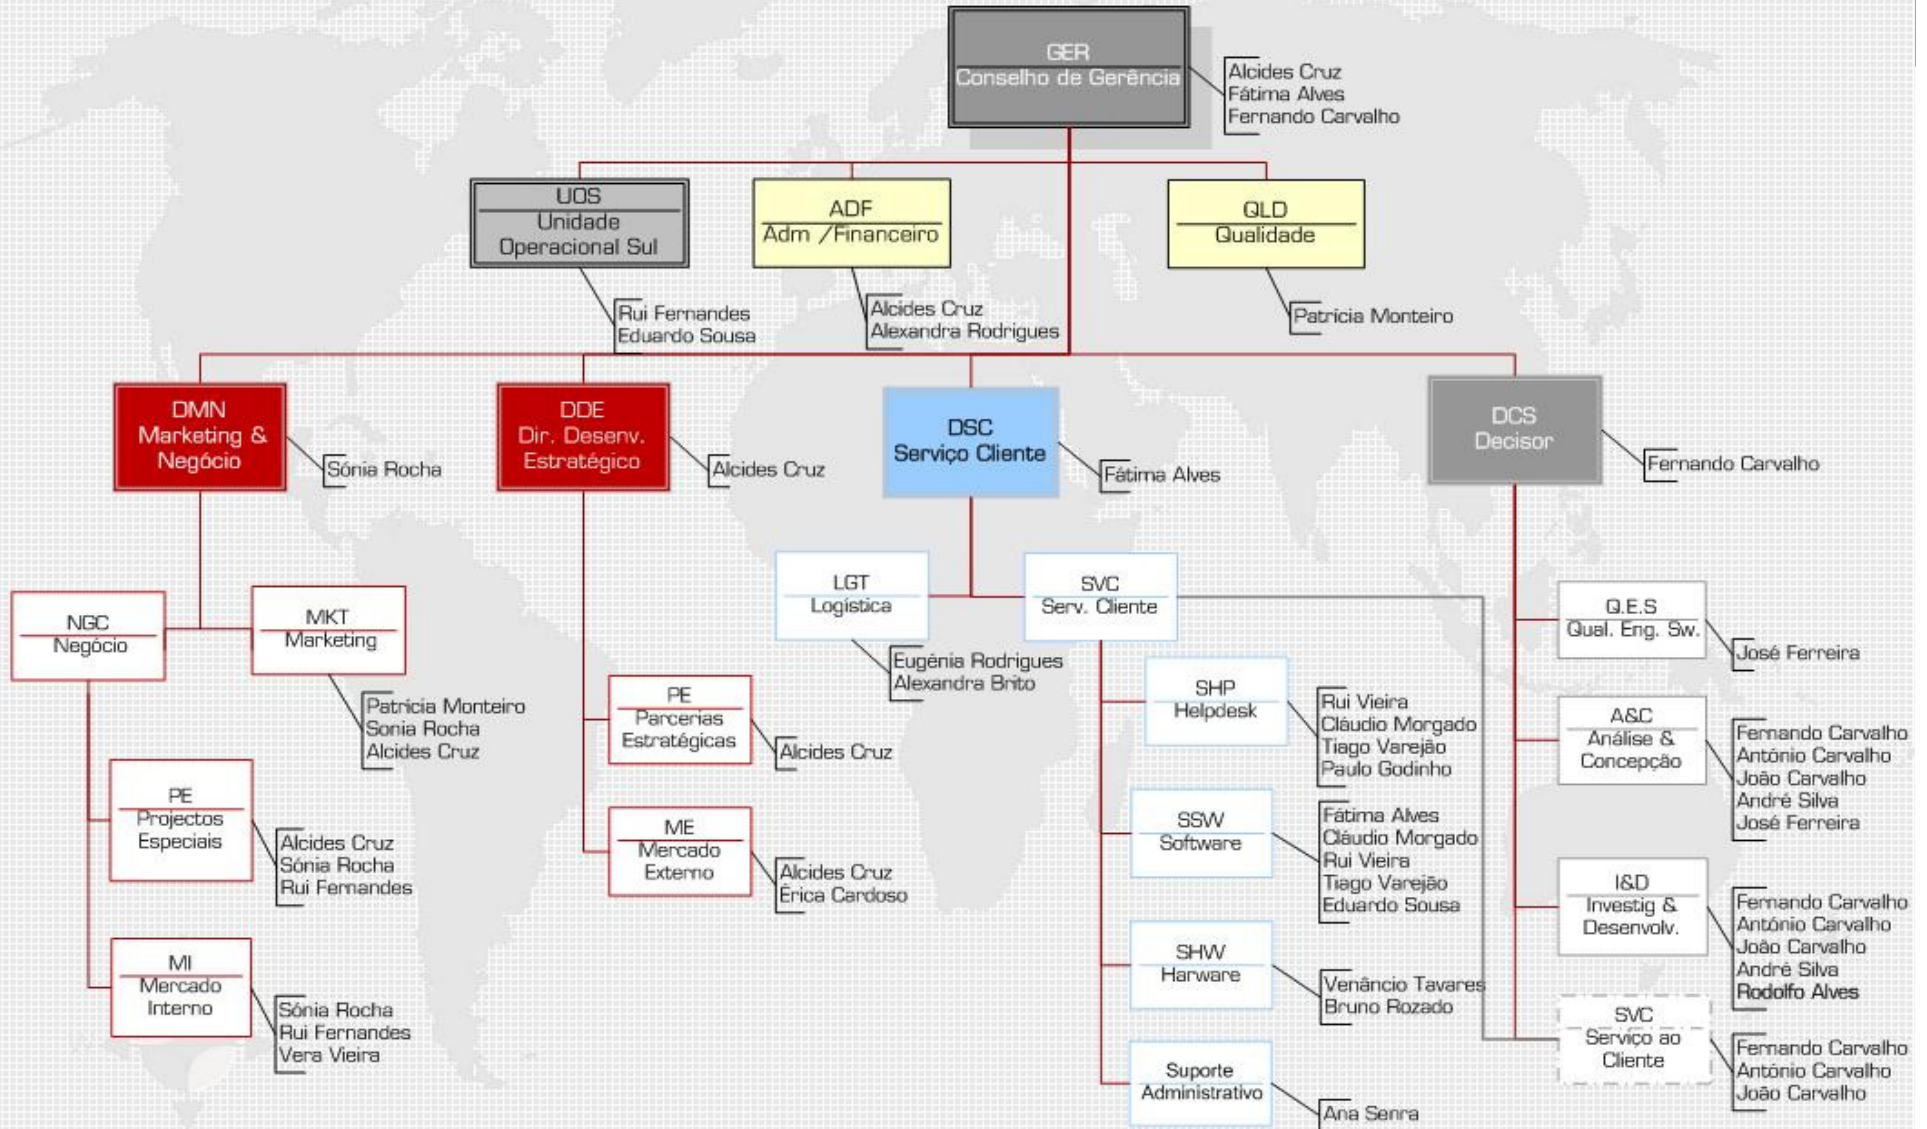 GER
Conselho de Gerência
Alcides Cruz
Fátima Alves
Fernando Carvalho
UOS
Unidade
Operacional Sul
Rui Fernandes
Eduardo Sousa
ADF
Adm /Financeiro
Alcides Cruz
Alexandra Rodrigues
QLD
Qualidade
Patrícia Monteiro
DMN
Marketing &
Negócio
Sónia Rocha
DDE
Dir. Desenv.
Estratégico
Alcides Cruz
DSC
Serviço Cliente
Fátima Alves
DCS
Decisor
Fernando Carvalho
NGC
Negócio
MKT
Marketing
Patricia Monteiro
Sonia Rocha
Alcides Cruz
PE
Projectos
Especiais
Alcides Cruz
Sónia Rocha
Rui Fernandes
MI
Mercado
Interno
Sónia Rocha
Rui Fernandes
Vera Vieira
PE
Parcerias
Estratégicas
Alcides Cruz
ME
Mercado
Externo
Alcides Cruz
Érica Cardoso
LGT
Logística
Eugénia Rodrigues
Alexandra Brito
SVC
Serv. Cliente
SHP
Helpdesk
Rui Vieira
Cláudio Morgado
Tiago Varejão
Paulo Godinho
SSW
Software
Fátima Alves
Cláudio Morgado
Rui Vieira
Tiago Varejão
Eduardo Sousa
SHW
Harware
Venâncio Tavares
Bruno Rozado
Suporte
Administrativo
Ana Senra
Q.E.S
Qual. Eng. Sw.
José Ferreira
A&C
Análise &
Concepção
Fernando Carvalho
António Carvalho
João Carvalho
André Silva
José Ferreira
I&D
Investig &
Desenvolv.
Fernando Carvalho
António Carvalho
João Carvalho
André Silva
Rodolfo Alves
SVC
Serviço ao
Cliente
Fernando Carvalho
António Carvalho
João Carvalho